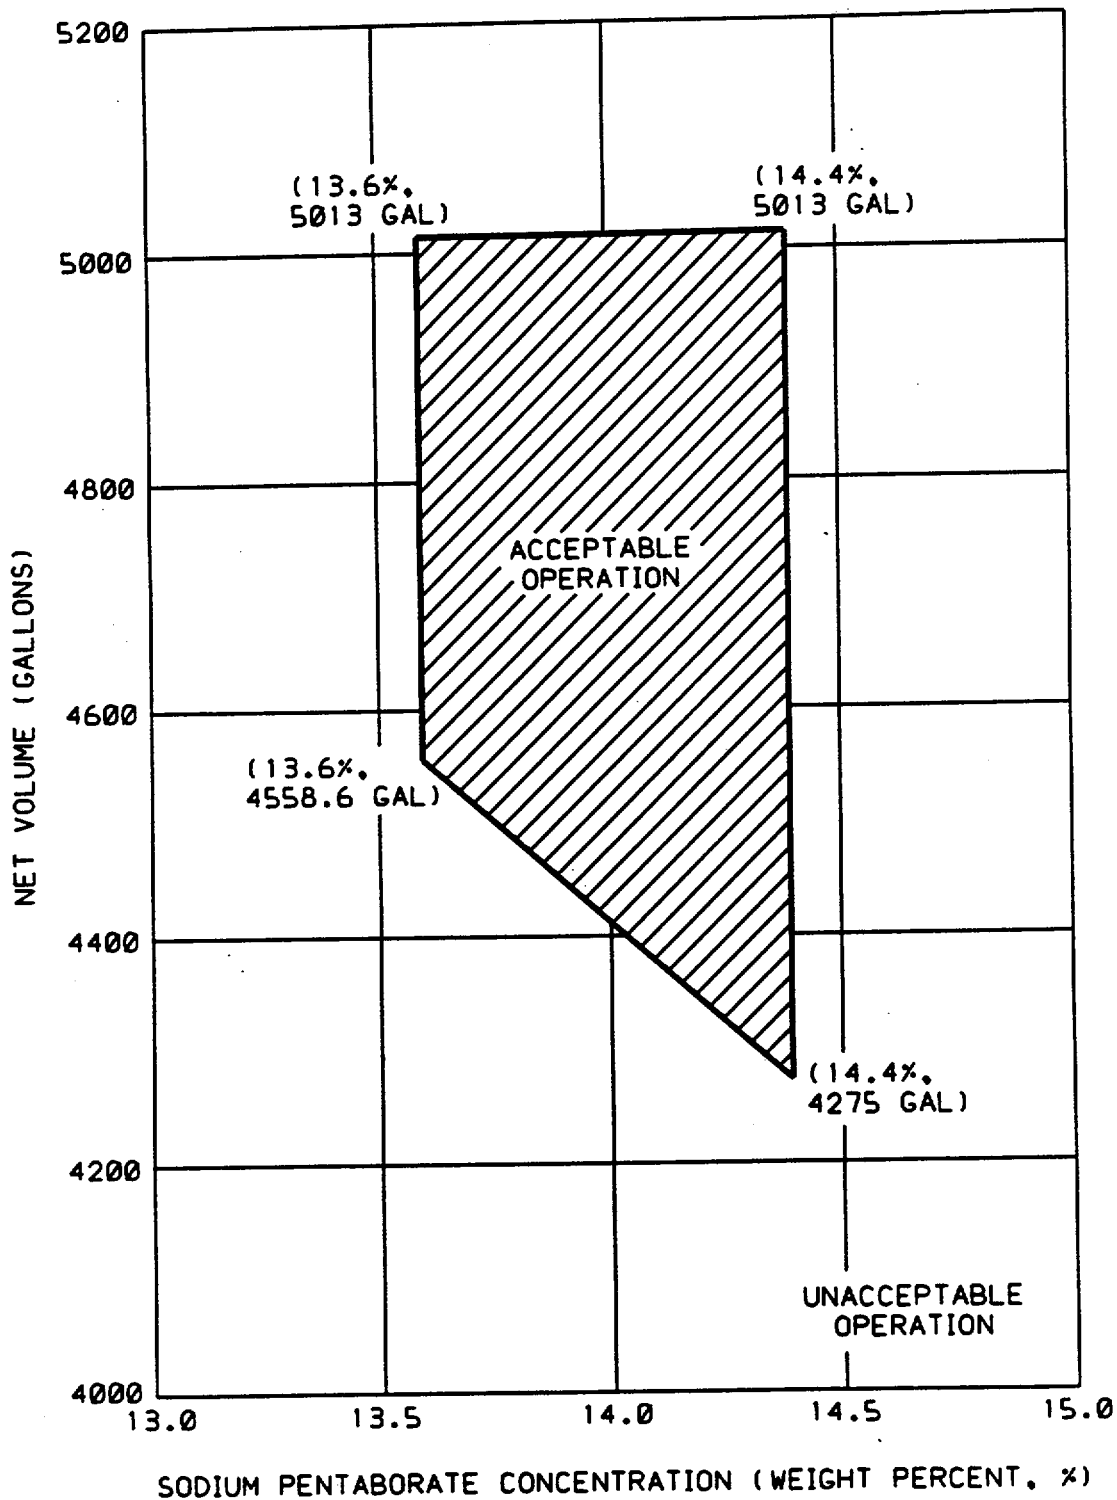 5200
(13.6%,
5013 GAL)
(14.4%,
5013 GAL)
5000
4800
ACCEPTABLE
OPERATION
NET VOLUME (GALLONS)
4600
(13.6%,
4558.6 GAL)
4400
(14.4%,
4275 GAL)
4200
UNACCEPTABLE
OPERATION
4000
13.0 13.5 14.0 14.5 15.0
SODIUM PENTABORATE CONCENTRATION (WEIGHT PERCENT, %)